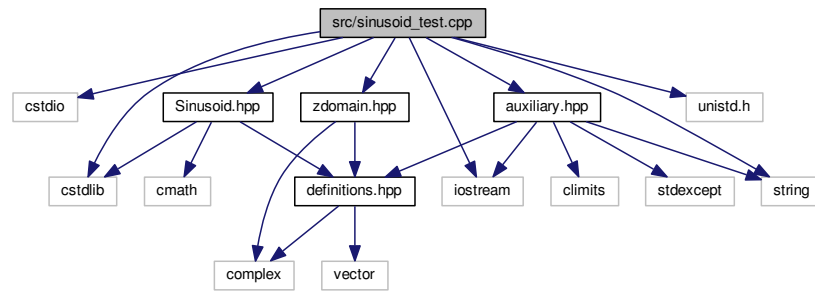 src/sinusoid_test.cpp
cstdio
Sinusoid.hpp
zdomain.hpp
auxiliary.hpp
unistd.h
cstdlib
cmath
definitions.hpp
iostream
climits
stdexcept
string
complex
vector